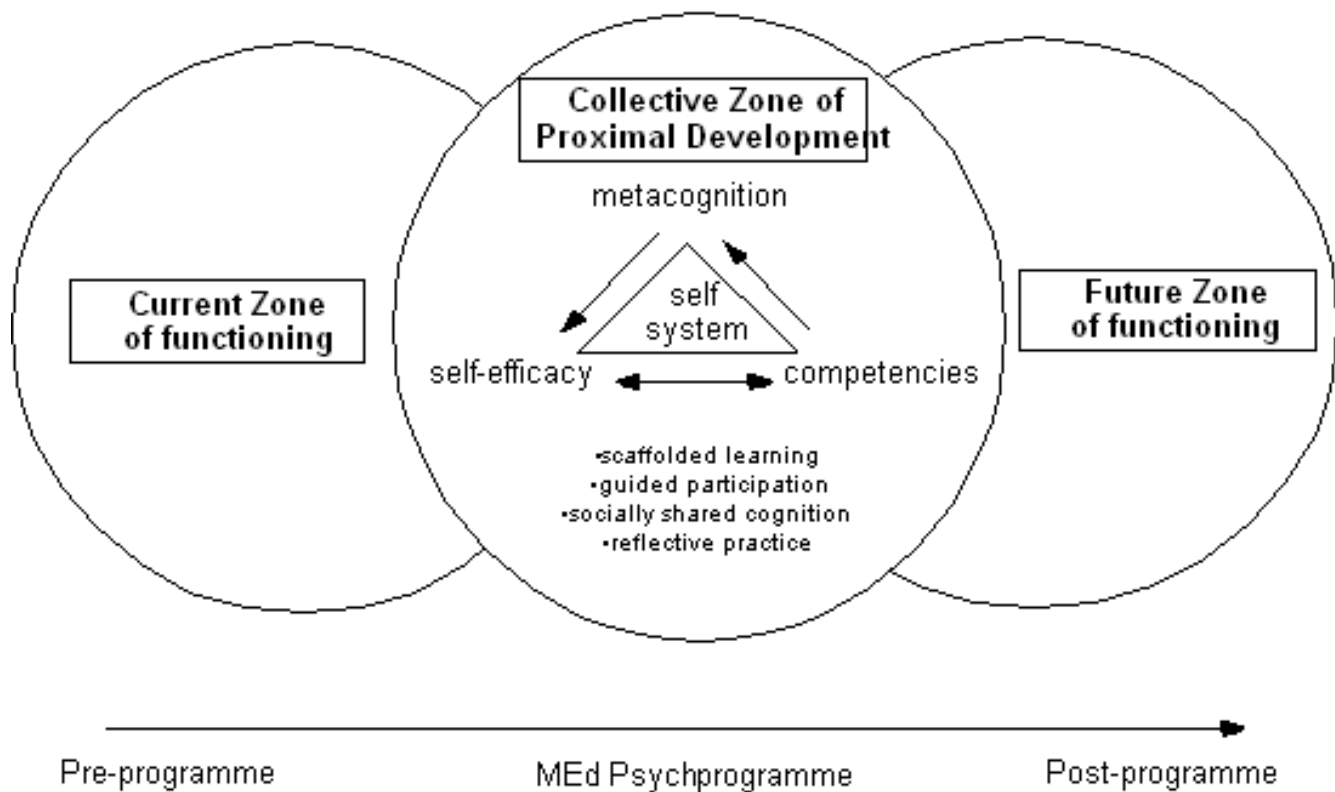 Collective Zone of
Proximal Development
metacognition
Current Zone
of functioning
self
system
Future Zone
of functioning
self-efficacy
competencies
•scaffolded learning
•guided participation
•socially shared cognition
•reflective practice
Pre-programme
MEd Psychprogramme
Post-programme